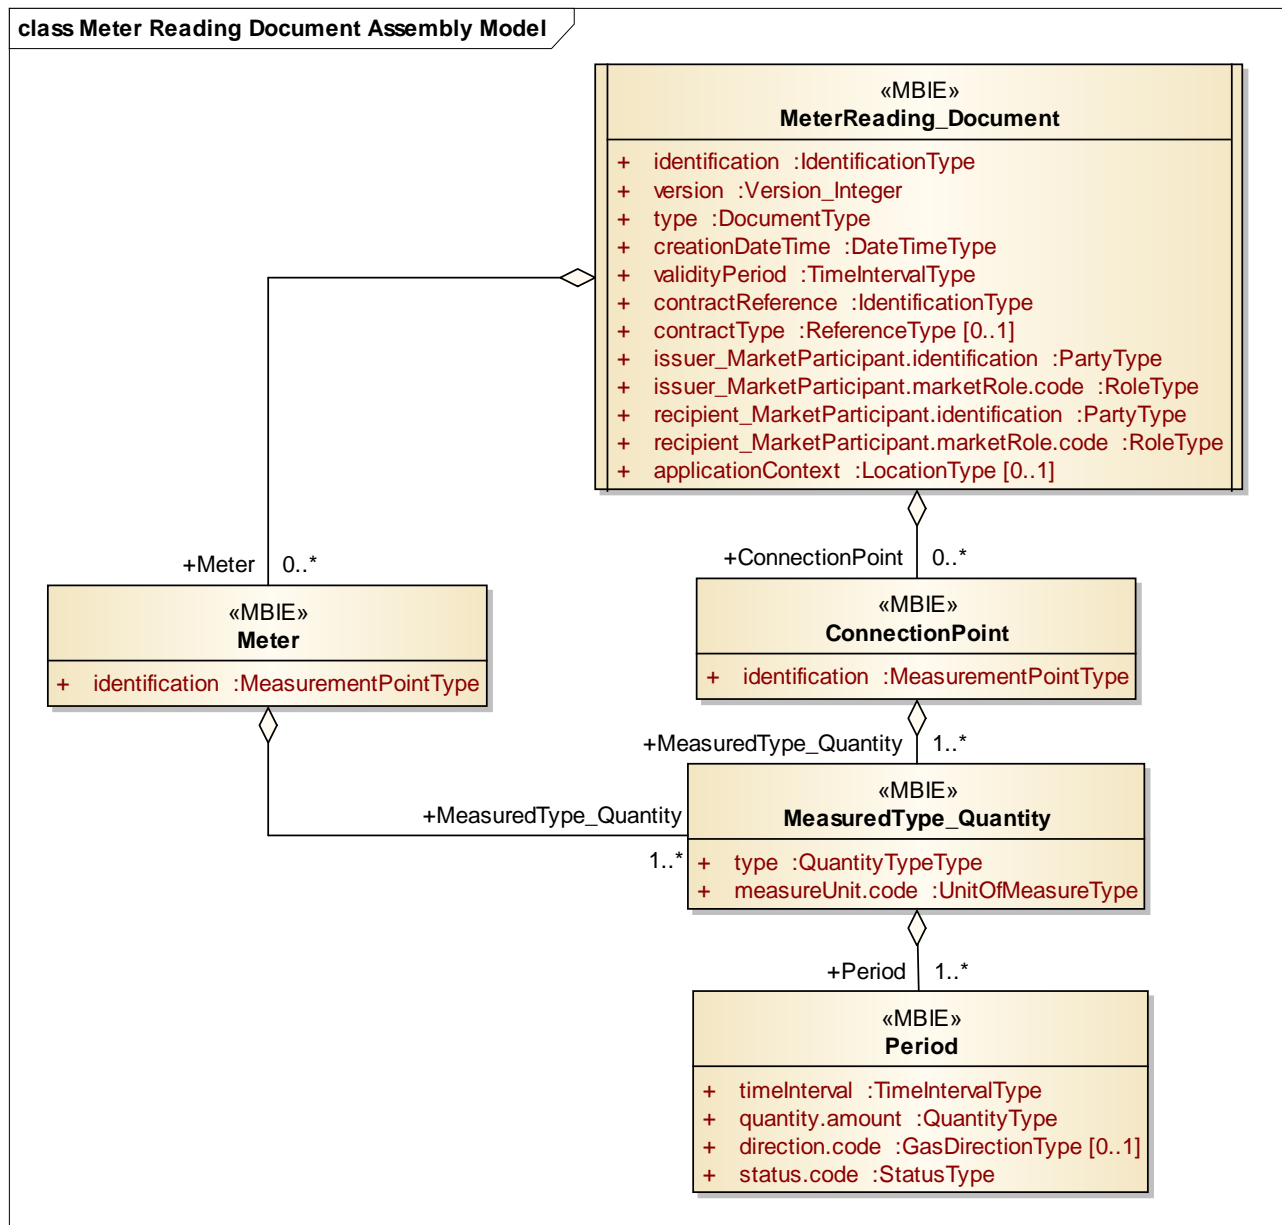 class Meter Reading Document Assembly Model
«MBIE»
MeterReading_Document
+ identification :IdentificationType
+ version :Version_Integer
+ type :DocumentType
+ creationDateTime :DateTimeType
+ validityPeriod :TimeIntervalType
+ contractReference :IdentificationType
+ contractType :ReferenceType [0..1]
+ issuer_MarketParticipant.identification :PartyType
+ issuer_MarketParticipant.marketRole.code :RoleType
+ recipient_MarketParticipant.identification :PartyType
+ recipient_MarketParticipant.marketRole.code :RoleType
+ applicationContext :LocationType [0..1]
+Meter 0..*
+ConnectionPoint 0..*
«MBIE»
Meter
+ identification :MeasurementPointType
«MBIE»
ConnectionPoint
+ identification :MeasurementPointType
+MeasuredType_Quantity 1..*
+MeasuredType_Quantity
1..*
«MBIE»
MeasuredType_Quantity
+ type :QuantityTypeType
+ measureUnit.code :UnitOfMeasureType
+Period 1..*
«MBIE»
Period
+ timeInterval :TimeIntervalType
+ quantity.amount :QuantityType
+ direction.code :GasDirectionType [0..1]
+ status.code :StatusType